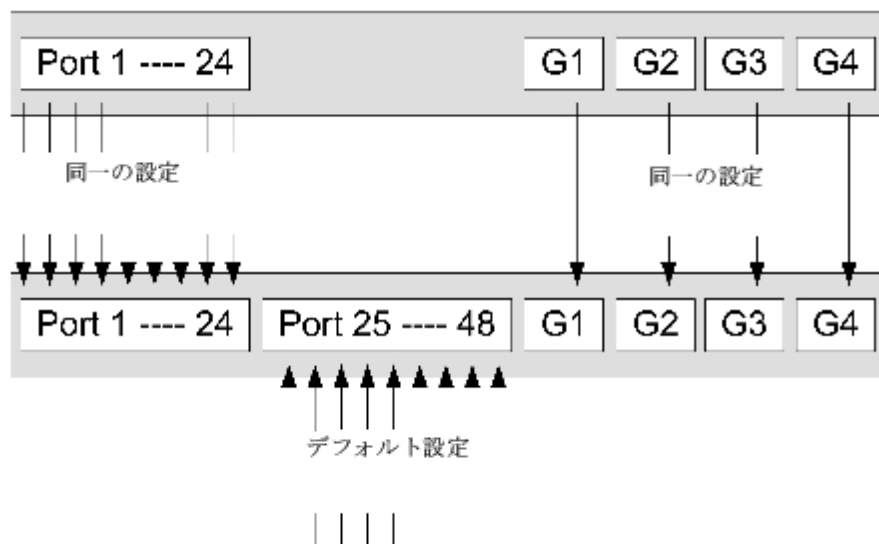 Port 1 ---- 24
G1
G2
G3
G4
同一の設定
同一の設定
Port 1 ---- 24
Port 25 ---- 48
G1
G2
G3
G4
デフォルト設定